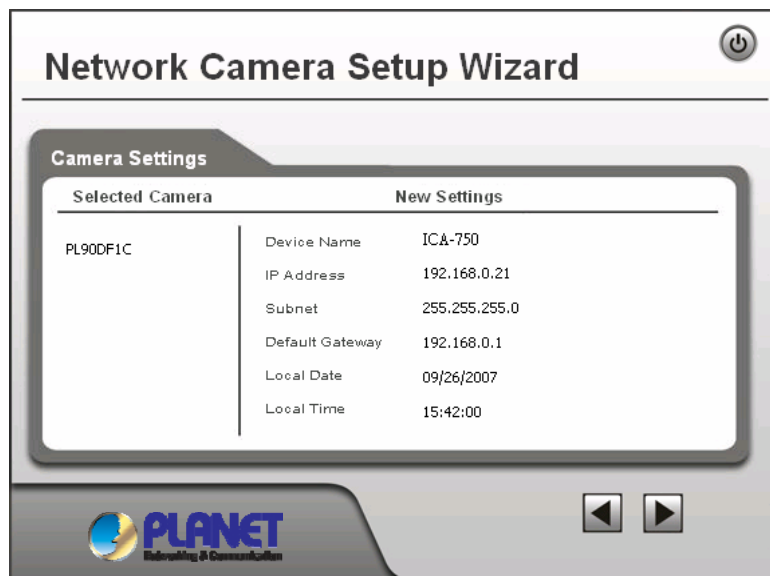 Network Camera Setup Wizard
Camera Settings
Selected Camera New Settings
PL90DF1C
Device Name ICA-750
IP Address 192.168.0.21
Subnet 255.255.255.0
Default Gateway 192.168.0.1
Local Date 09/26/2007
Local Time 15:42:00
PLANET
Networking & Communication